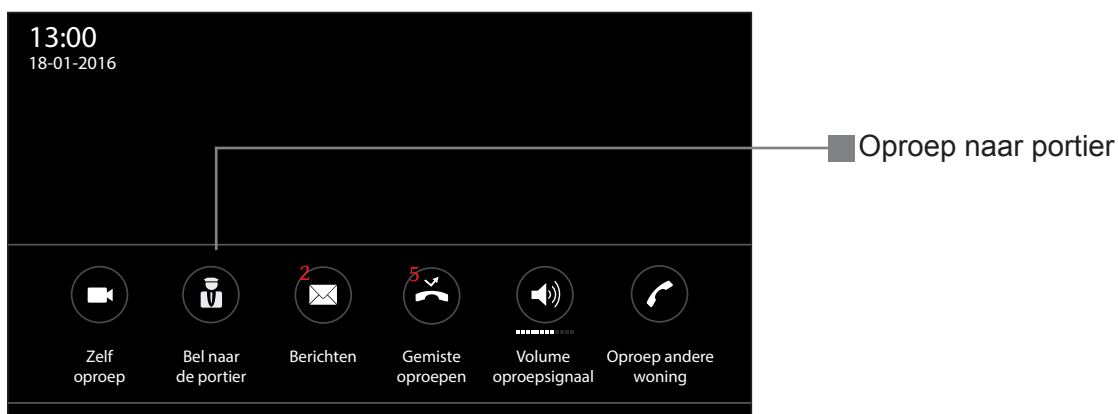 13:00
18-01-2016
Oproep naar portier
2
5
Zelf
oproep
Bel naar
de portier
Berichten
Gemiste
oproepen
Volume
oproepsignaal
Oproep andere
woning